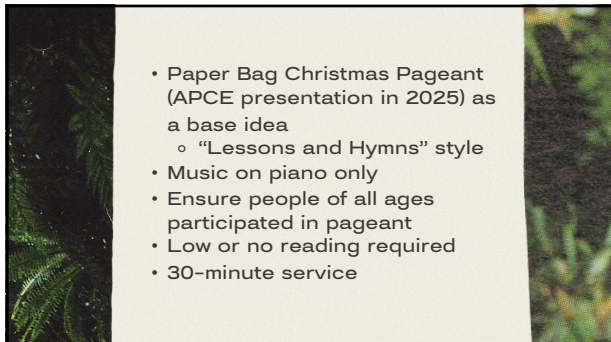 • Paper Bag Christmas Pageant
(APCE presentation in 2025) as
a base idea
○ “Lessons and Hymns” style
• Music on piano only
• Ensure people of all ages
participated in pageant
• Low or no reading required
• 30-minute service